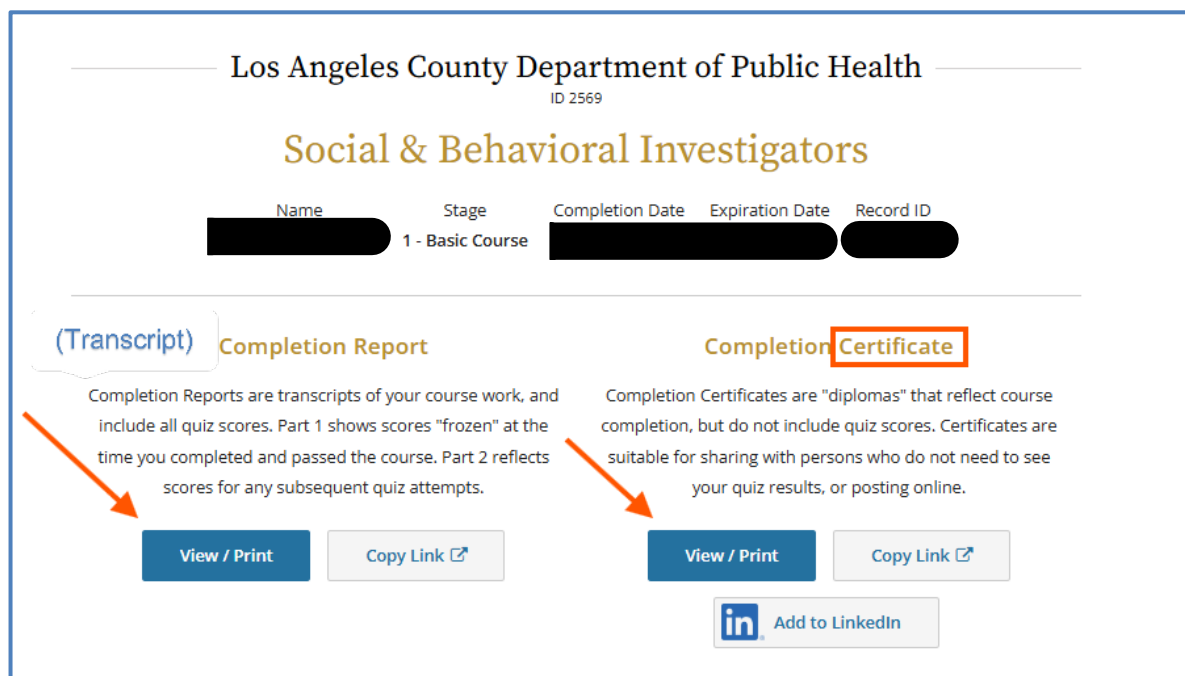 Los Angeles County Department of Public Health
ID 2569
Social & Behavioral Investigators
Name Stage Completion Date Expiration Date Record ID
1 - Basic Course
(Transcript) Completion Report
Completion Reports are transcripts of your course work, and
include all quiz scores. Part 1 shows scores "frozen" at the
time you completed and passed the course. Part 2 reflects
scores for any subsequent quiz attempts.
View / Print Copy Link
Completion Certificate
Completion Certificates are "diplomas" that reflect course
completion, but do not include quiz scores. Certificates are
suitable for sharing with persons who do not need to see
your quiz results, or posting online.
View / Print Copy Link
in Add to LinkedIn